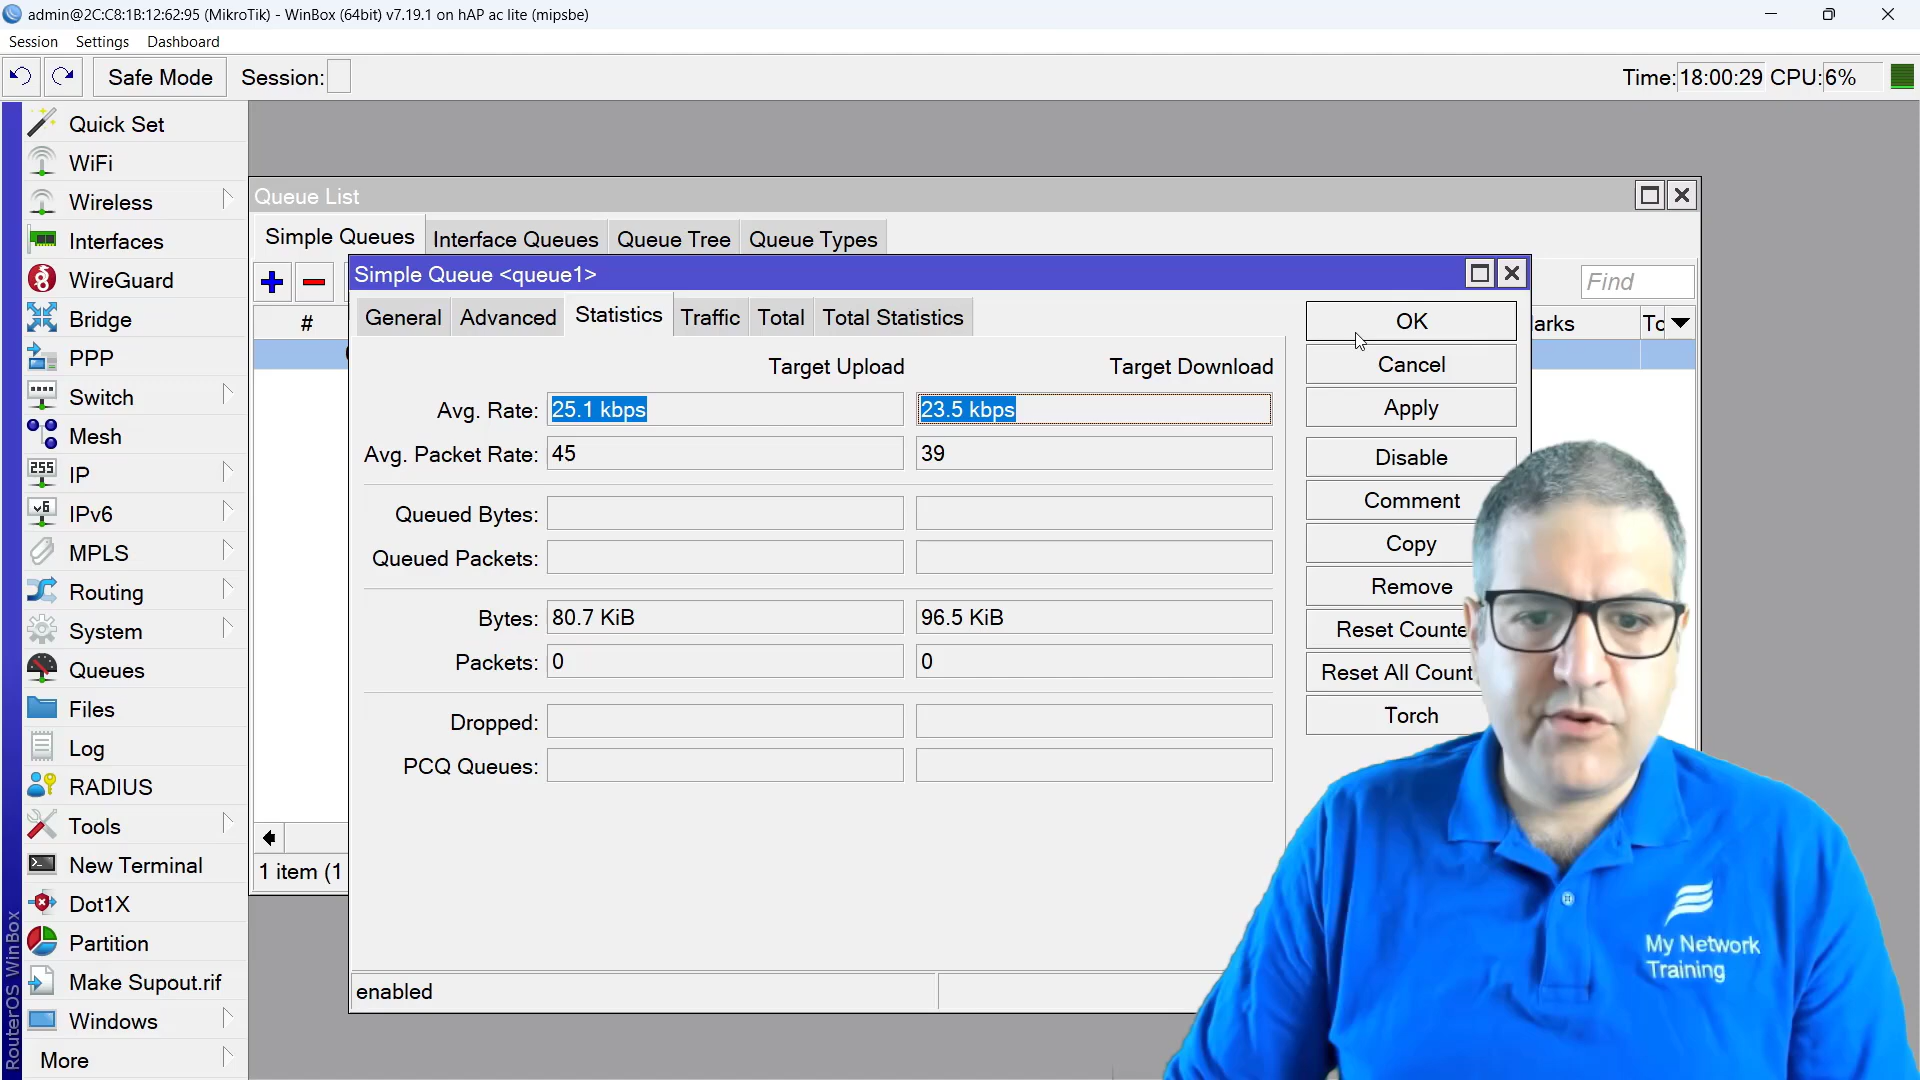 admin@2C:C8:1B:12:62:95 (MikroTik) - WinBox (64bit) v7.19.1 on hAP ac lite (mipsbe)
Session Settings Dashboard
Safe Mode Session: Time: 18:00:29 CPU: 6%
Quick Set
WiFi
Wireless
Interfaces
WireGuard
Bridge
PPP
Switch
Mesh
IP
IPv6
MPLS
Routing
System
Queues
Files
Log
RADIUS
Tools
New Terminal
Dot1X
Partition
Make Supout.rif
Windows
More
RouterOS WinBox
Queue List
Simple Queues Interface Queues Queue Tree Queue Types
Find
#
1 item (1
Simple Queue <queue1>
General Advanced Statistics Traffic Total Total Statistics
Target Upload Target Download
Avg. Rate: 25.1 kbps 23.5 kbps
Avg. Packet Rate: 45 39
Queued Bytes:
Queued Packets:
Bytes: 80.7 KiB 96.5 KiB
Packets: 0 0
Dropped:
PCQ Queues:
enabled
OK
Cancel
Apply
Disable
Comment
Copy
Remove
Reset Counte
Reset All Count
Torch
My Network
Training